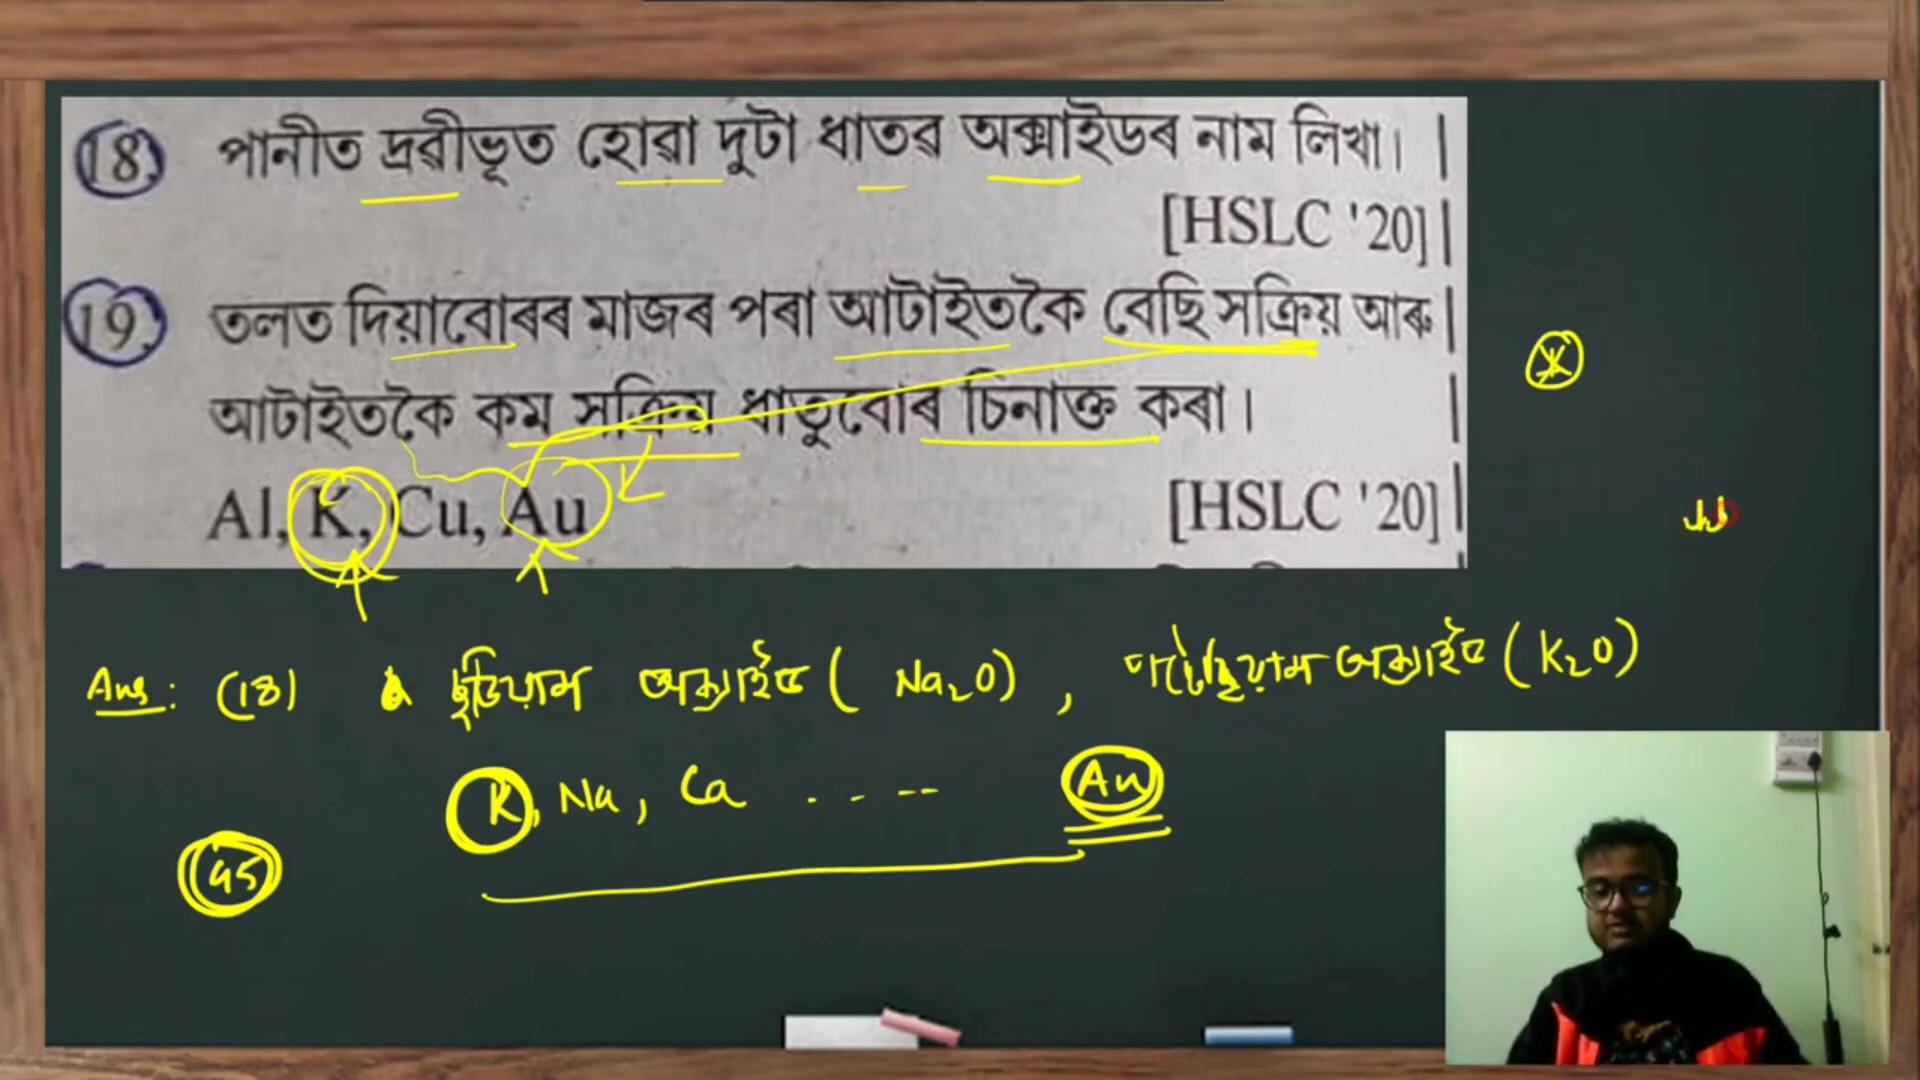 18. পানীত দ্ৰৱীভূত হোৱা দুটা ধাতৱ অক্সাইডৰ নাম লিখা।
[HSLC '20]
19. তলত দিয়াবোৰৰ মাজৰ পৰা আটাইতকৈ বেছি সক্ৰিয় আৰু
আটাইতকৈ কম সক্ৰিয় ধাতুবোৰ চিনাক্ত কৰা।
Al, K, Cu, Au [HSLC '20]
Ans: (18) ছডিয়াম অক্সাইড ( Na₂O) , পটেছিয়াম অক্সাইড (K₂O)
K, Na, Ca . . - -- Au